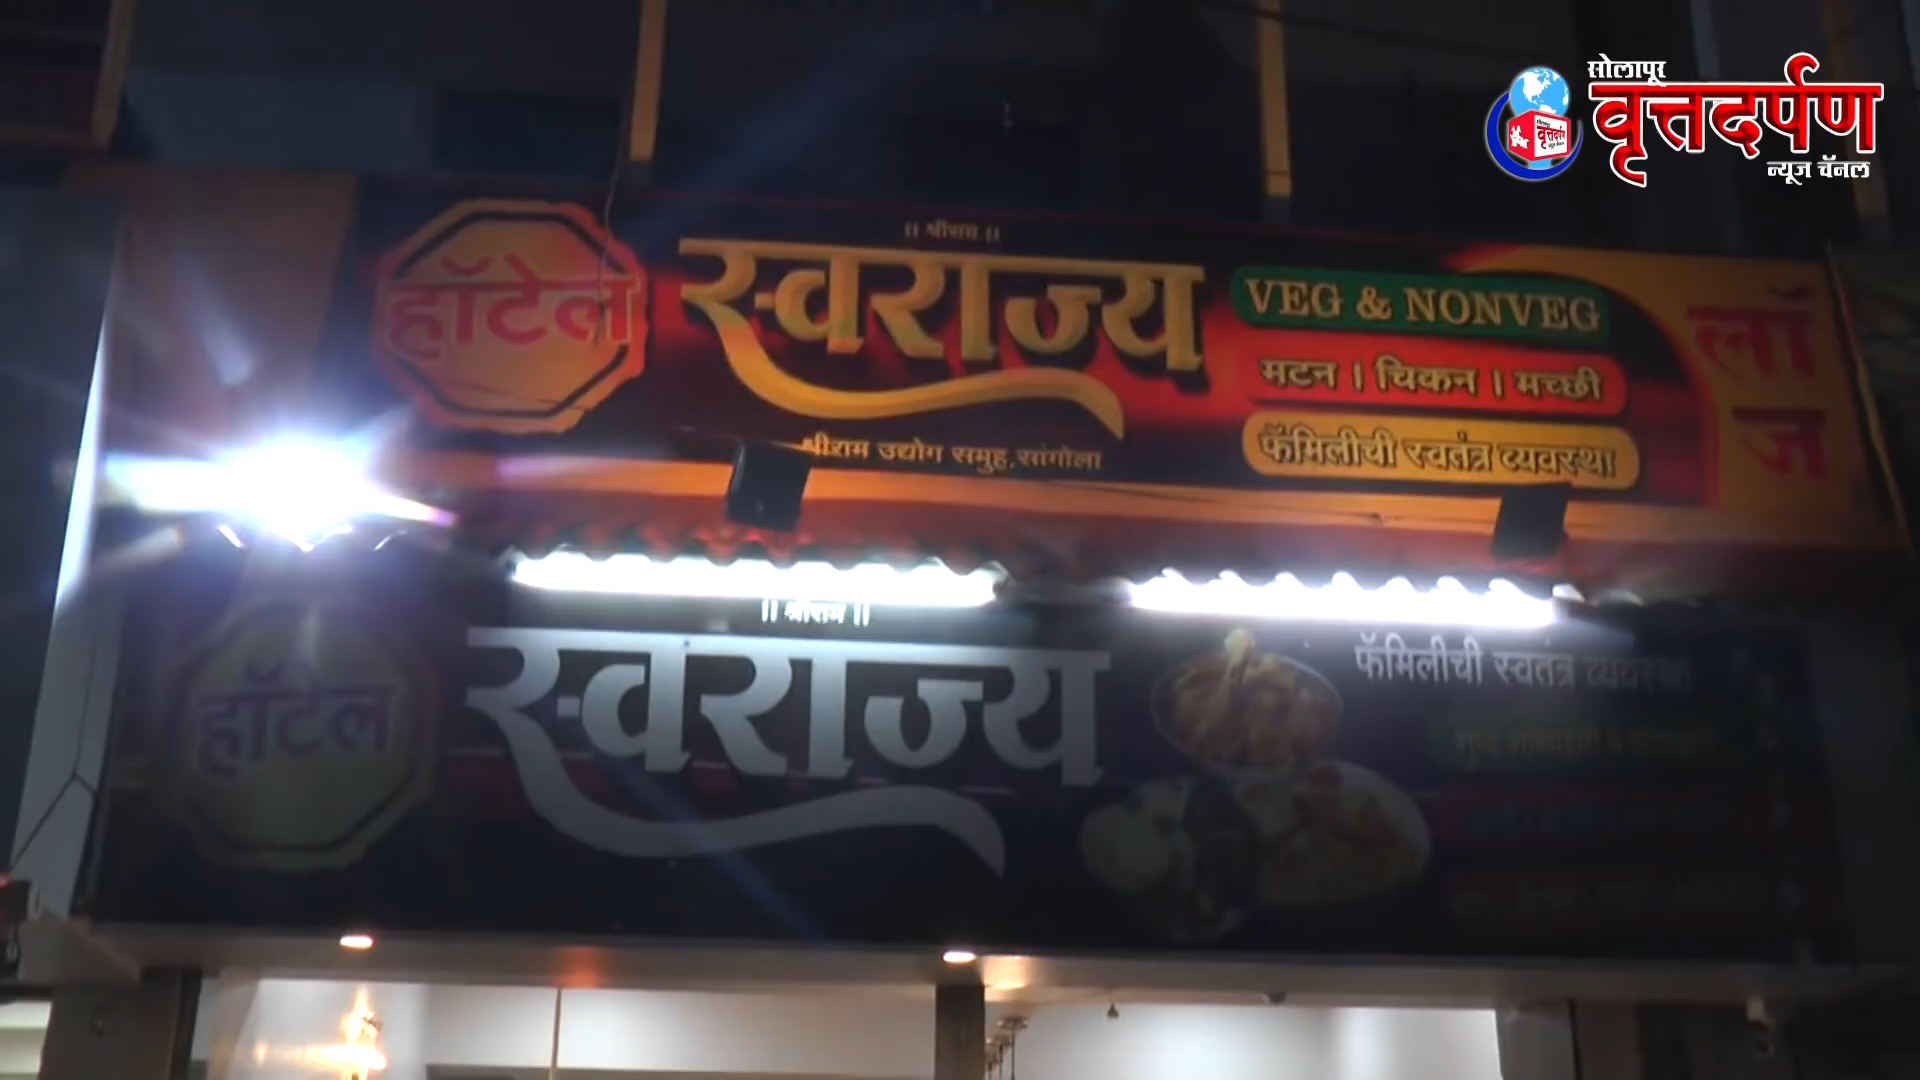 सोलापूर
वृत्तदर्पण
न्यूज चॅनल
।। श्रीराम ।।
हॉटेल
स्वराज्य
VEG & NONVEG
मटन । चिकन । मच्छी
फॅमिलीची स्वतंत्र व्यवस्था
श्रीराम उद्योग समुह.सांगोला
लॉज
।। श्रीराम ।।
हॉटेल
स्वराज्य
फॅमिलीची स्वतंत्र व्यवस्था